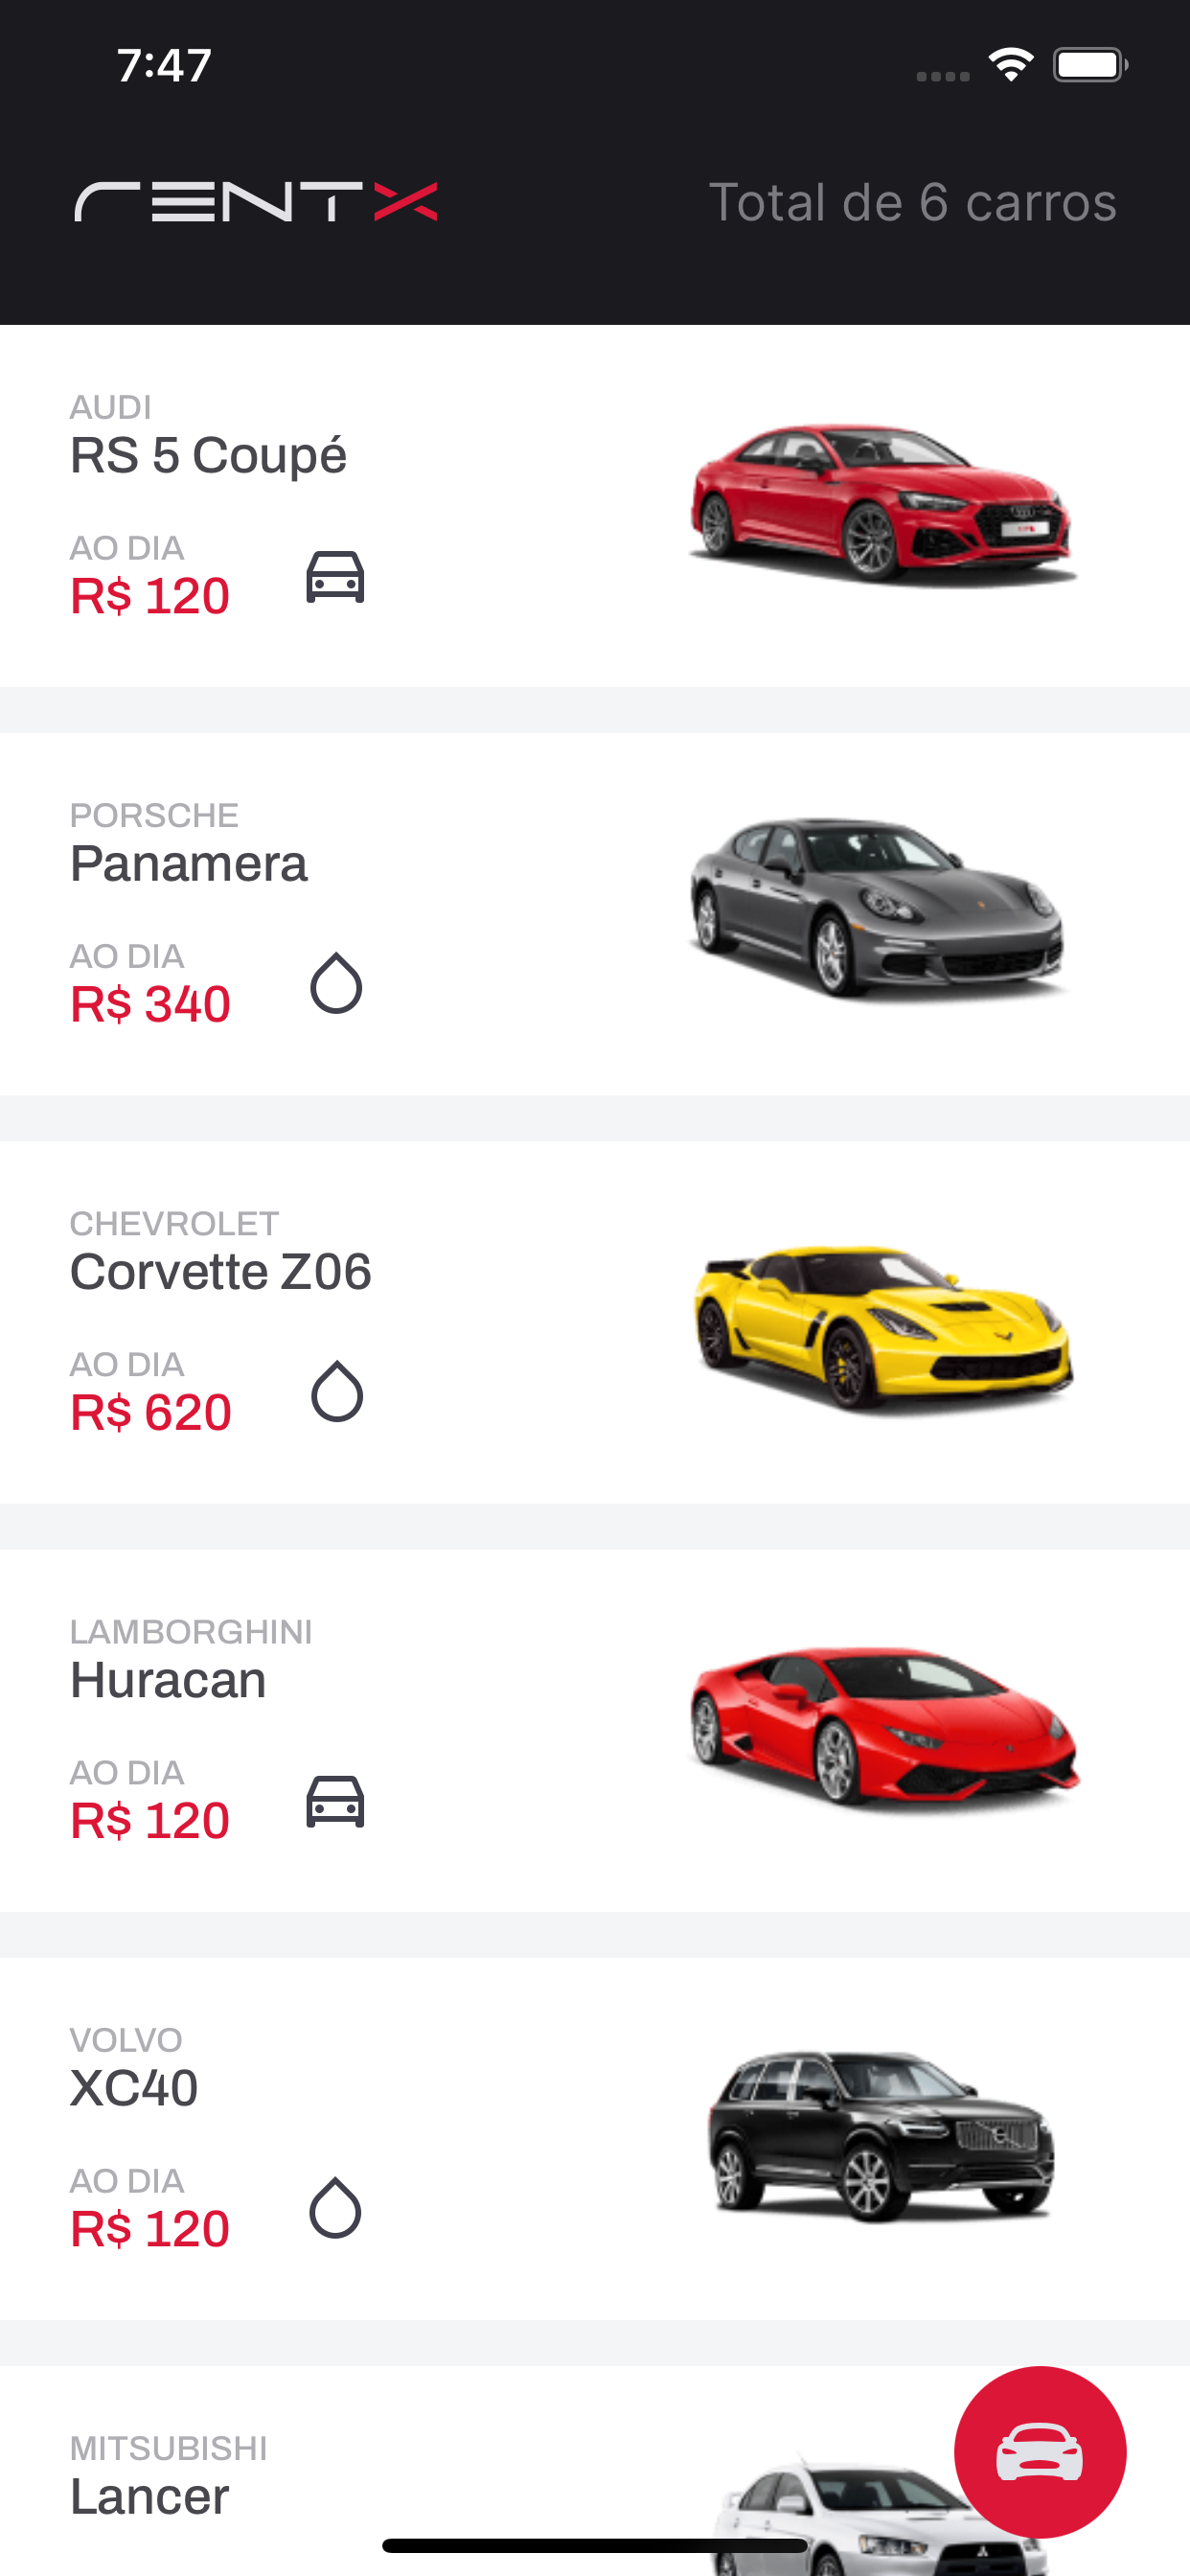 7:47
RENTX
Total de 6 carros
AUDI
RS 5 Coupé
AO DIA
R$ 120
PORSCHE
Panamera
AO DIA
R$ 340
CHEVROLET
Corvette Z06
AO DIA
R$ 620
LAMBORGHINI
Huracan
AO DIA
R$ 120
VOLVO
XC40
AO DIA
R$ 120
MITSUBISHI
Lancer